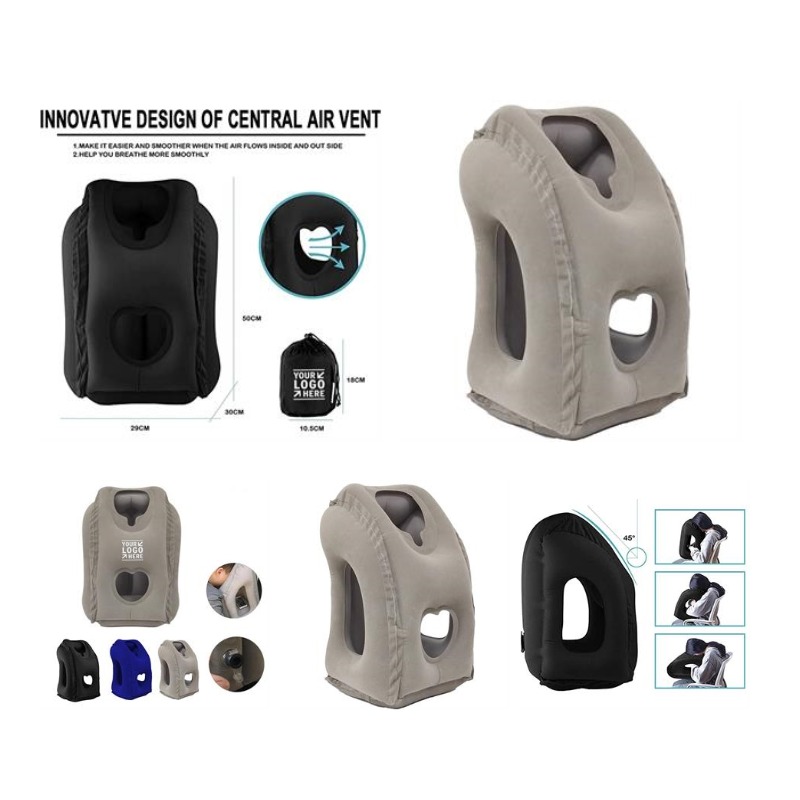 INNOVATVE DESIGN OF CENTRAL AIR VENT
1.MAKE IT EASIER AND SMOOTHER WHEN THE AIR FLOWS INSIDE AND OUT SIDE
2.HELP YOU BREATHE MORE SMOOTHLY
50CM
YOUR
LOGO
HERE
18CM
30CM
29CM
10.5CM
YOUR
LOGO
HERE
45°